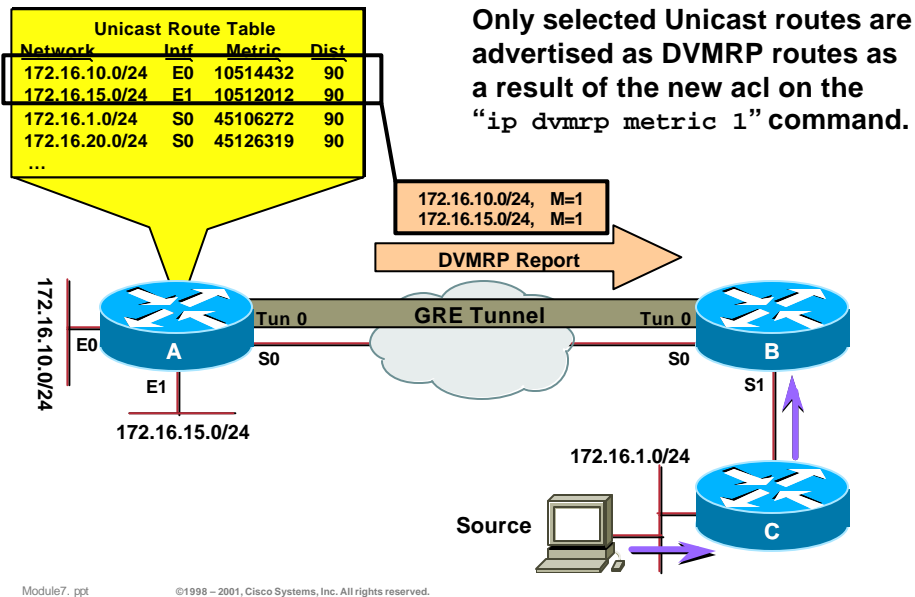 Unicast Route Table
Network Intf Metric Dist
172.16.10.0/24 E0 10514432 90
172.16.15.0/24 E1 10512012 90
172.16.1.0/24 S0 45106272 90
172.16.20.0/24 S0 45126319 90
...
Only selected Unicast routes are
advertised as DVMRP routes as
a result of the new acl on the
“ip dvmrp metric 1” command.
172.16.10.0/24, M=1
172.16.15.0/24, M=1
DVMRP Report
172.16.10.0/24
E0
A
E1
172.16.15.0/24
Tun 0
GRE Tunnel
Tun 0
S0
S0
B
S1
172.16.1.0/24
Source
C
Module7. ppt
©1998 – 2001, Cisco Systems, Inc. All rights reserved.